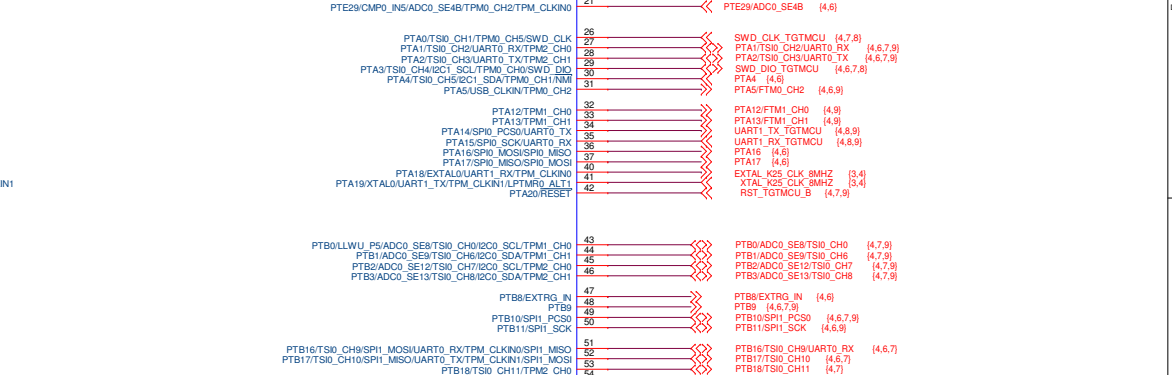 PTE29/CMP0_IN5/ADC0_SE4B/TPM0_CH2/TPM_CLKIN0 21 PTE29/ADC0_SE4B {4,6}
PTA0/TSI0_CH1/TPM0_CH5/SWD_CLK 26 SWD_CLK_TGTMCU {4,7,8}
PTA1/TSI0_CH2/UART0_RX/TPM2_CH0 27 PTA1/TSI0_CH2/UART0_RX {4,6,7,9}
PTA2/TSI0_CH3/UART0_TX/TPM2_CH1 28 PTA2/TSI0_CH3/UART0_TX {4,6,7,9}
PTA3/TSI0_CH4/I2C1_SCL/TPM0_CH0/SWD_DIO 29 SWD_DIO_TGTMCU {4,6,7,8}
PTA4/TSI0_CH5/I2C1_SDA/TPM0_CH1/NMI 30 PTA4 {4,6}
PTA5/USB_CLKIN/TPM0_CH2 31 PTA5/FTM0_CH2 {4,6,9}
PTA12/TPM1_CH0 32 PTA12/FTM1_CH0 {4,9}
PTA13/TPM1_CH1 33 PTA13/FTM1_CH1 {4,9}
PTA14/SPI0_PCS0/UART0_TX 34 UART1_TX_TGTMCU {4,8,9}
PTA15/SPI0_SCK/UART0_RX 35 UART1_RX_TGTMCU {4,8,9}
PTA16/SPI0_MOSI/SPI0_MISO 36 PTA16 {4,6}
PTA17/SPI0_MISO/SPI0_MOSI 37 PTA17 {4,6}
PTA18/EXTAL0/UART1_RX/TPM_CLKIN0 40 EXTAL_K25_CLK_8MHZ {3,4}
IN1 PTA19/XTAL0/UART1_TX/TPM_CLKIN1/LPTMR0_ALT1 41 XTAL_K25_CLK_8MHZ {3,4}
PTA20/RESET 42 RST_TGTMCU_B {4,7,9}
PTB0/LLWU_P5/ADC0_SE8/TSI0_CH0/I2C0_SCL/TPM1_CH0 43 PTB0/ADC0_SE8/TSI0_CH0 {4,7,9}
PTB1/ADC0_SE9/TSI0_CH6/I2C0_SDA/TPM1_CH1 44 PTB1/ADC0_SE9/TSI0_CH6 {4,7,9}
PTB2/ADC0_SE12/TSI0_CH7/I2C0_SCL/TPM2_CH0 45 PTB2/ADC0_SE12/TSI0_CH7 {4,7,9}
PTB3/ADC0_SE13/TSI0_CH8/I2C0_SDA/TPM2_CH1 46 PTB3/ADC0_SE13/TSI0_CH8 {4,7,9}
PTB8/EXTRG_IN 47 PTB8/EXTRG_IN {4,6}
PTB9 48 PTB9 {4,6,7,9}
PTB10/SPI1_PCS0 49 PTB10/SPI1_PCS0 {4,6,7,9}
PTB11/SPI1_SCK 50 PTB11/SPI1_SCK {4,6,9}
PTB16/TSI0_CH9/SPI1_MOSI/UART0_RX/TPM_CLKIN0/SPI1_MISO 51 PTB16/TSI0_CH9/UART0_RX {4,6,7}
PTB17/TSI0_CH10/SPI1_MISO/UART0_TX/TPM_CLKIN1/SPI1_MOSI 52 PTB17/TSI0_CH10 {4,6,7}
PTB18/TSI0_CH11/TPM2_CH0 53 PTB18/TSI0_CH11 {4,7}
54